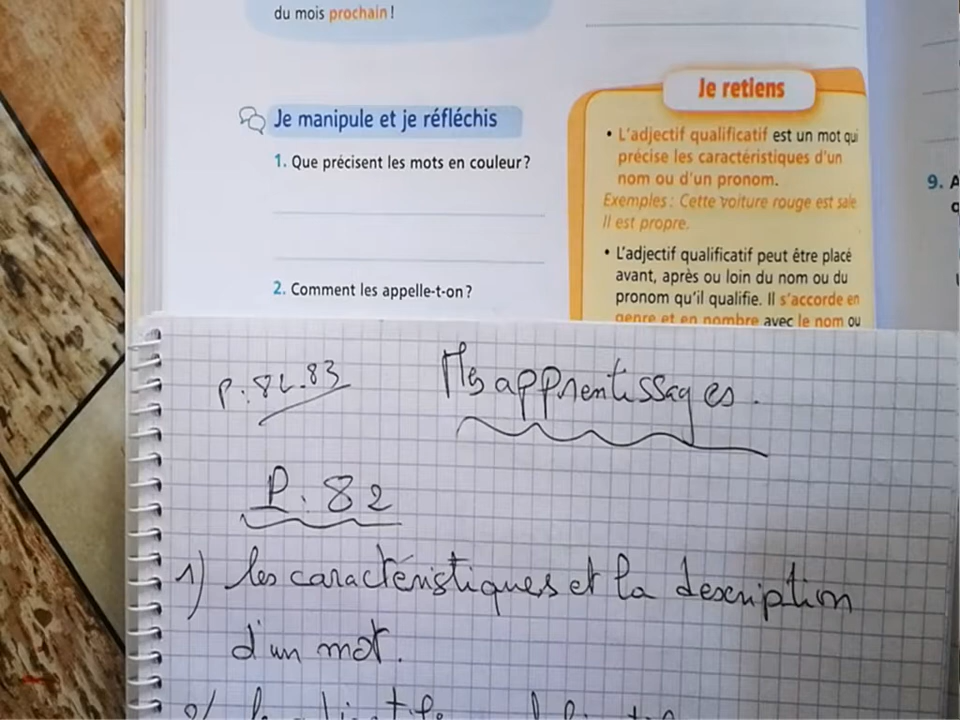 du mois prochain !
Je manipule et je réfléchis
1. Que précisent les mots en couleur ?
2. Comment les appelle-t-on ?
Je retiens
• L'adjectif qualificatif est un mot qui
précise les caractéristiques d'un
nom ou d'un pronom.
Exemples : Cette voiture rouge est sale
Il est propre.
• L'adjectif qualificatif peut être placé
avant, après ou loin du nom ou du
pronom qu'il qualifie. Il s'accorde en
genre et en nombre avec le nom ou
9. A
q
P: 82.83
Mes apprentissages.
P. 82
1) les caractéristiques et la description
d'un mot.